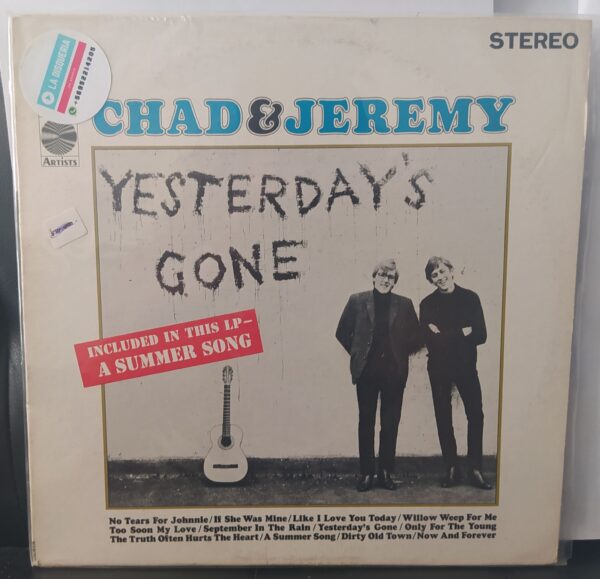 STEREO
LA DISQUERIA
+56952214205
CHAD & JEREMY
ARTISTS
YESTERDAY'S
GONE
INCLUDED IN THIS LP—
A SUMMER SONG
No Tears For Johnnie/If She Was Mine/Like I Love You Today/Willow Weep For Me
Too Soon My Love/September In The Rain/Yesterday's Gone/Only For The Young
The Truth Often Hurts The Heart/A Summer Song/Dirty Old Town/Now And Forever